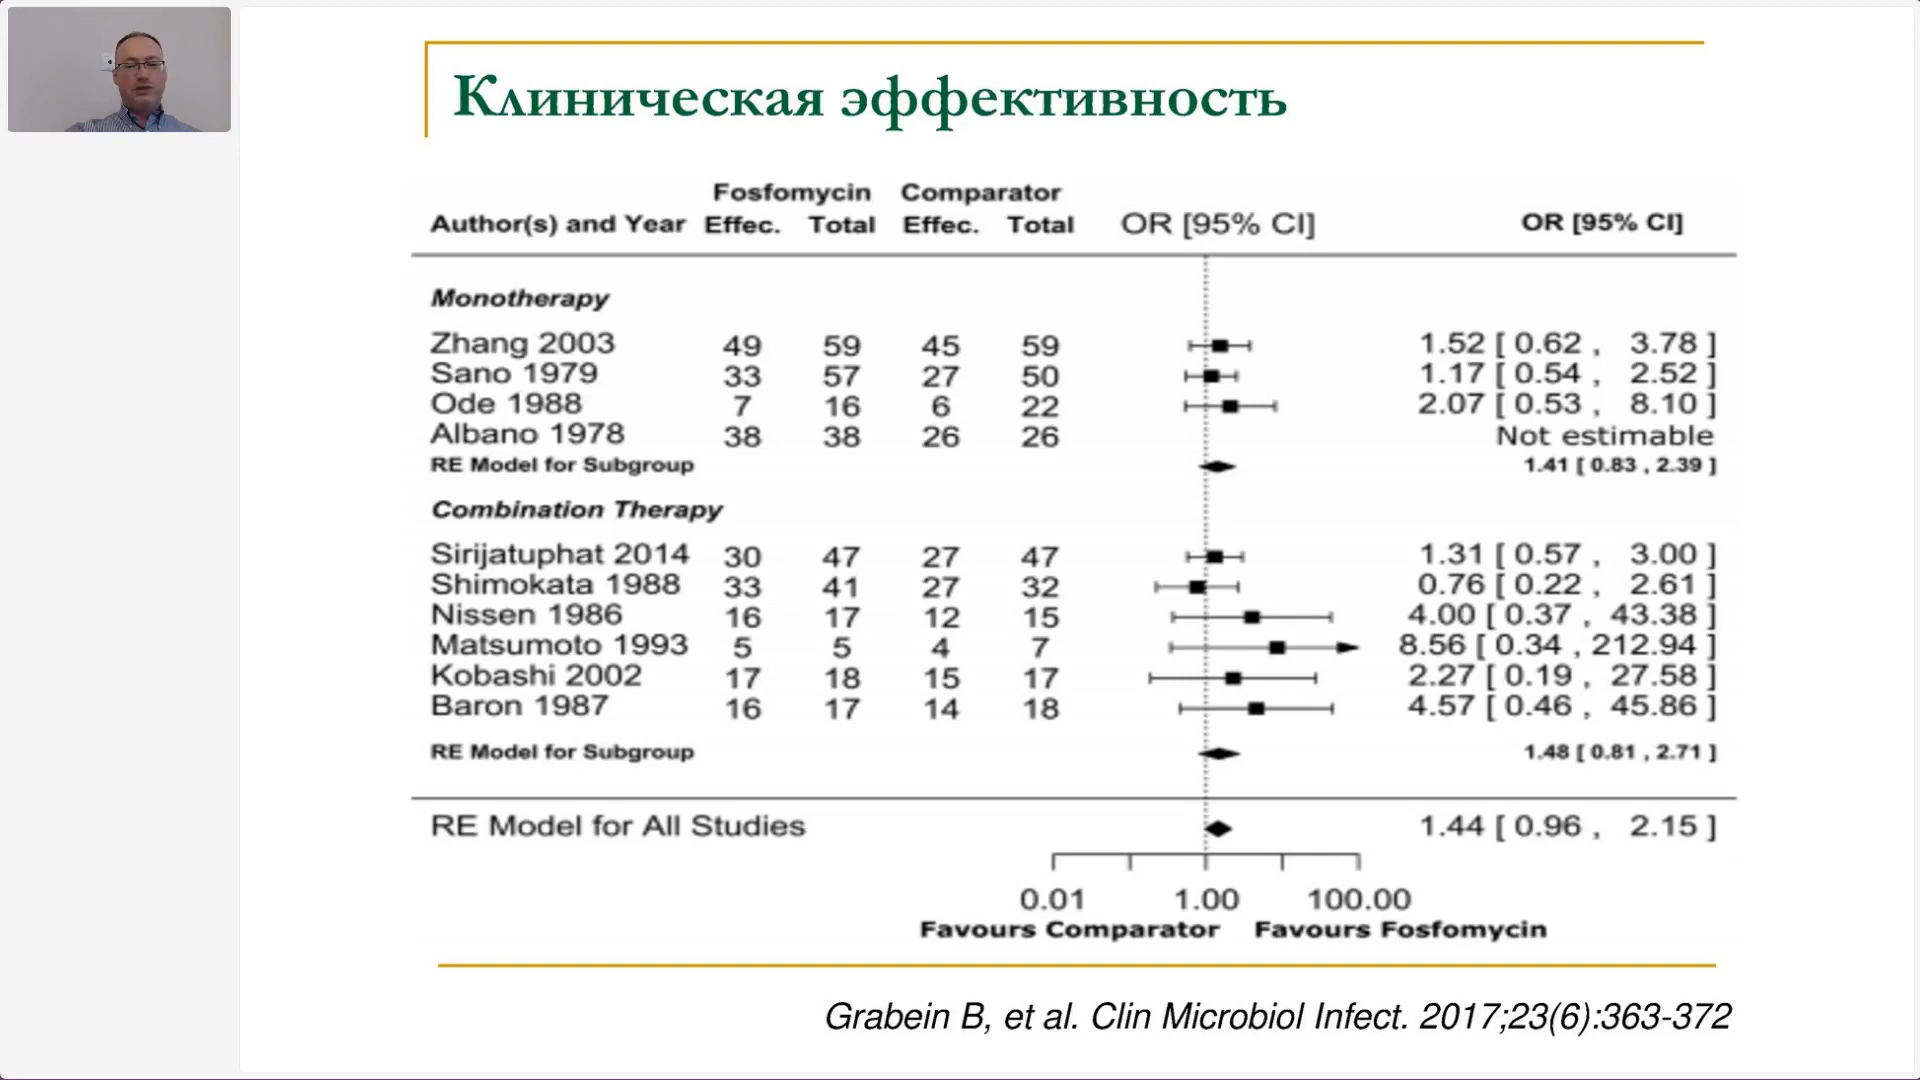 Клиническая эффективность
Fosfomycin Comparator
Author(s) and Year Effec. Total Effec. Total OR [95% CI] OR [95% CI]
Monotherapy
Zhang 2003 49 59 45 59 1.52 [ 0.62 , 3.78 ]
Sano 1979 33 57 27 50 1.17 [ 0.54 , 2.52 ]
Ode 1988 7 16 6 22 2.07 [ 0.53 , 8.10 ]
Albano 1978 38 38 26 26 Not estimable
RE Model for Subgroup 1.41 [ 0.83 , 2.39 ]
Combination Therapy
Sirijatuphat 2014 30 47 27 47 1.31 [ 0.57 , 3.00 ]
Shimokata 1988 33 41 27 32 0.76 [ 0.22 , 2.61 ]
Nissen 1986 16 17 12 15 4.00 [ 0.37 , 43.38 ]
Matsumoto 1993 5 5 4 7 8.56 [ 0.34 , 212.94 ]
Kobashi 2002 17 18 15 17 2.27 [ 0.19 , 27.58 ]
Baron 1987 16 17 14 18 4.57 [ 0.46 , 45.86 ]
RE Model for Subgroup 1.48 [ 0.81 , 2.71 ]
RE Model for All Studies 1.44 [ 0.96 , 2.15 ]
0.01 1.00 100.00
Favours Comparator Favours Fosfomycin
Grabein B, et al. Clin Microbiol Infect. 2017;23(6):363-372